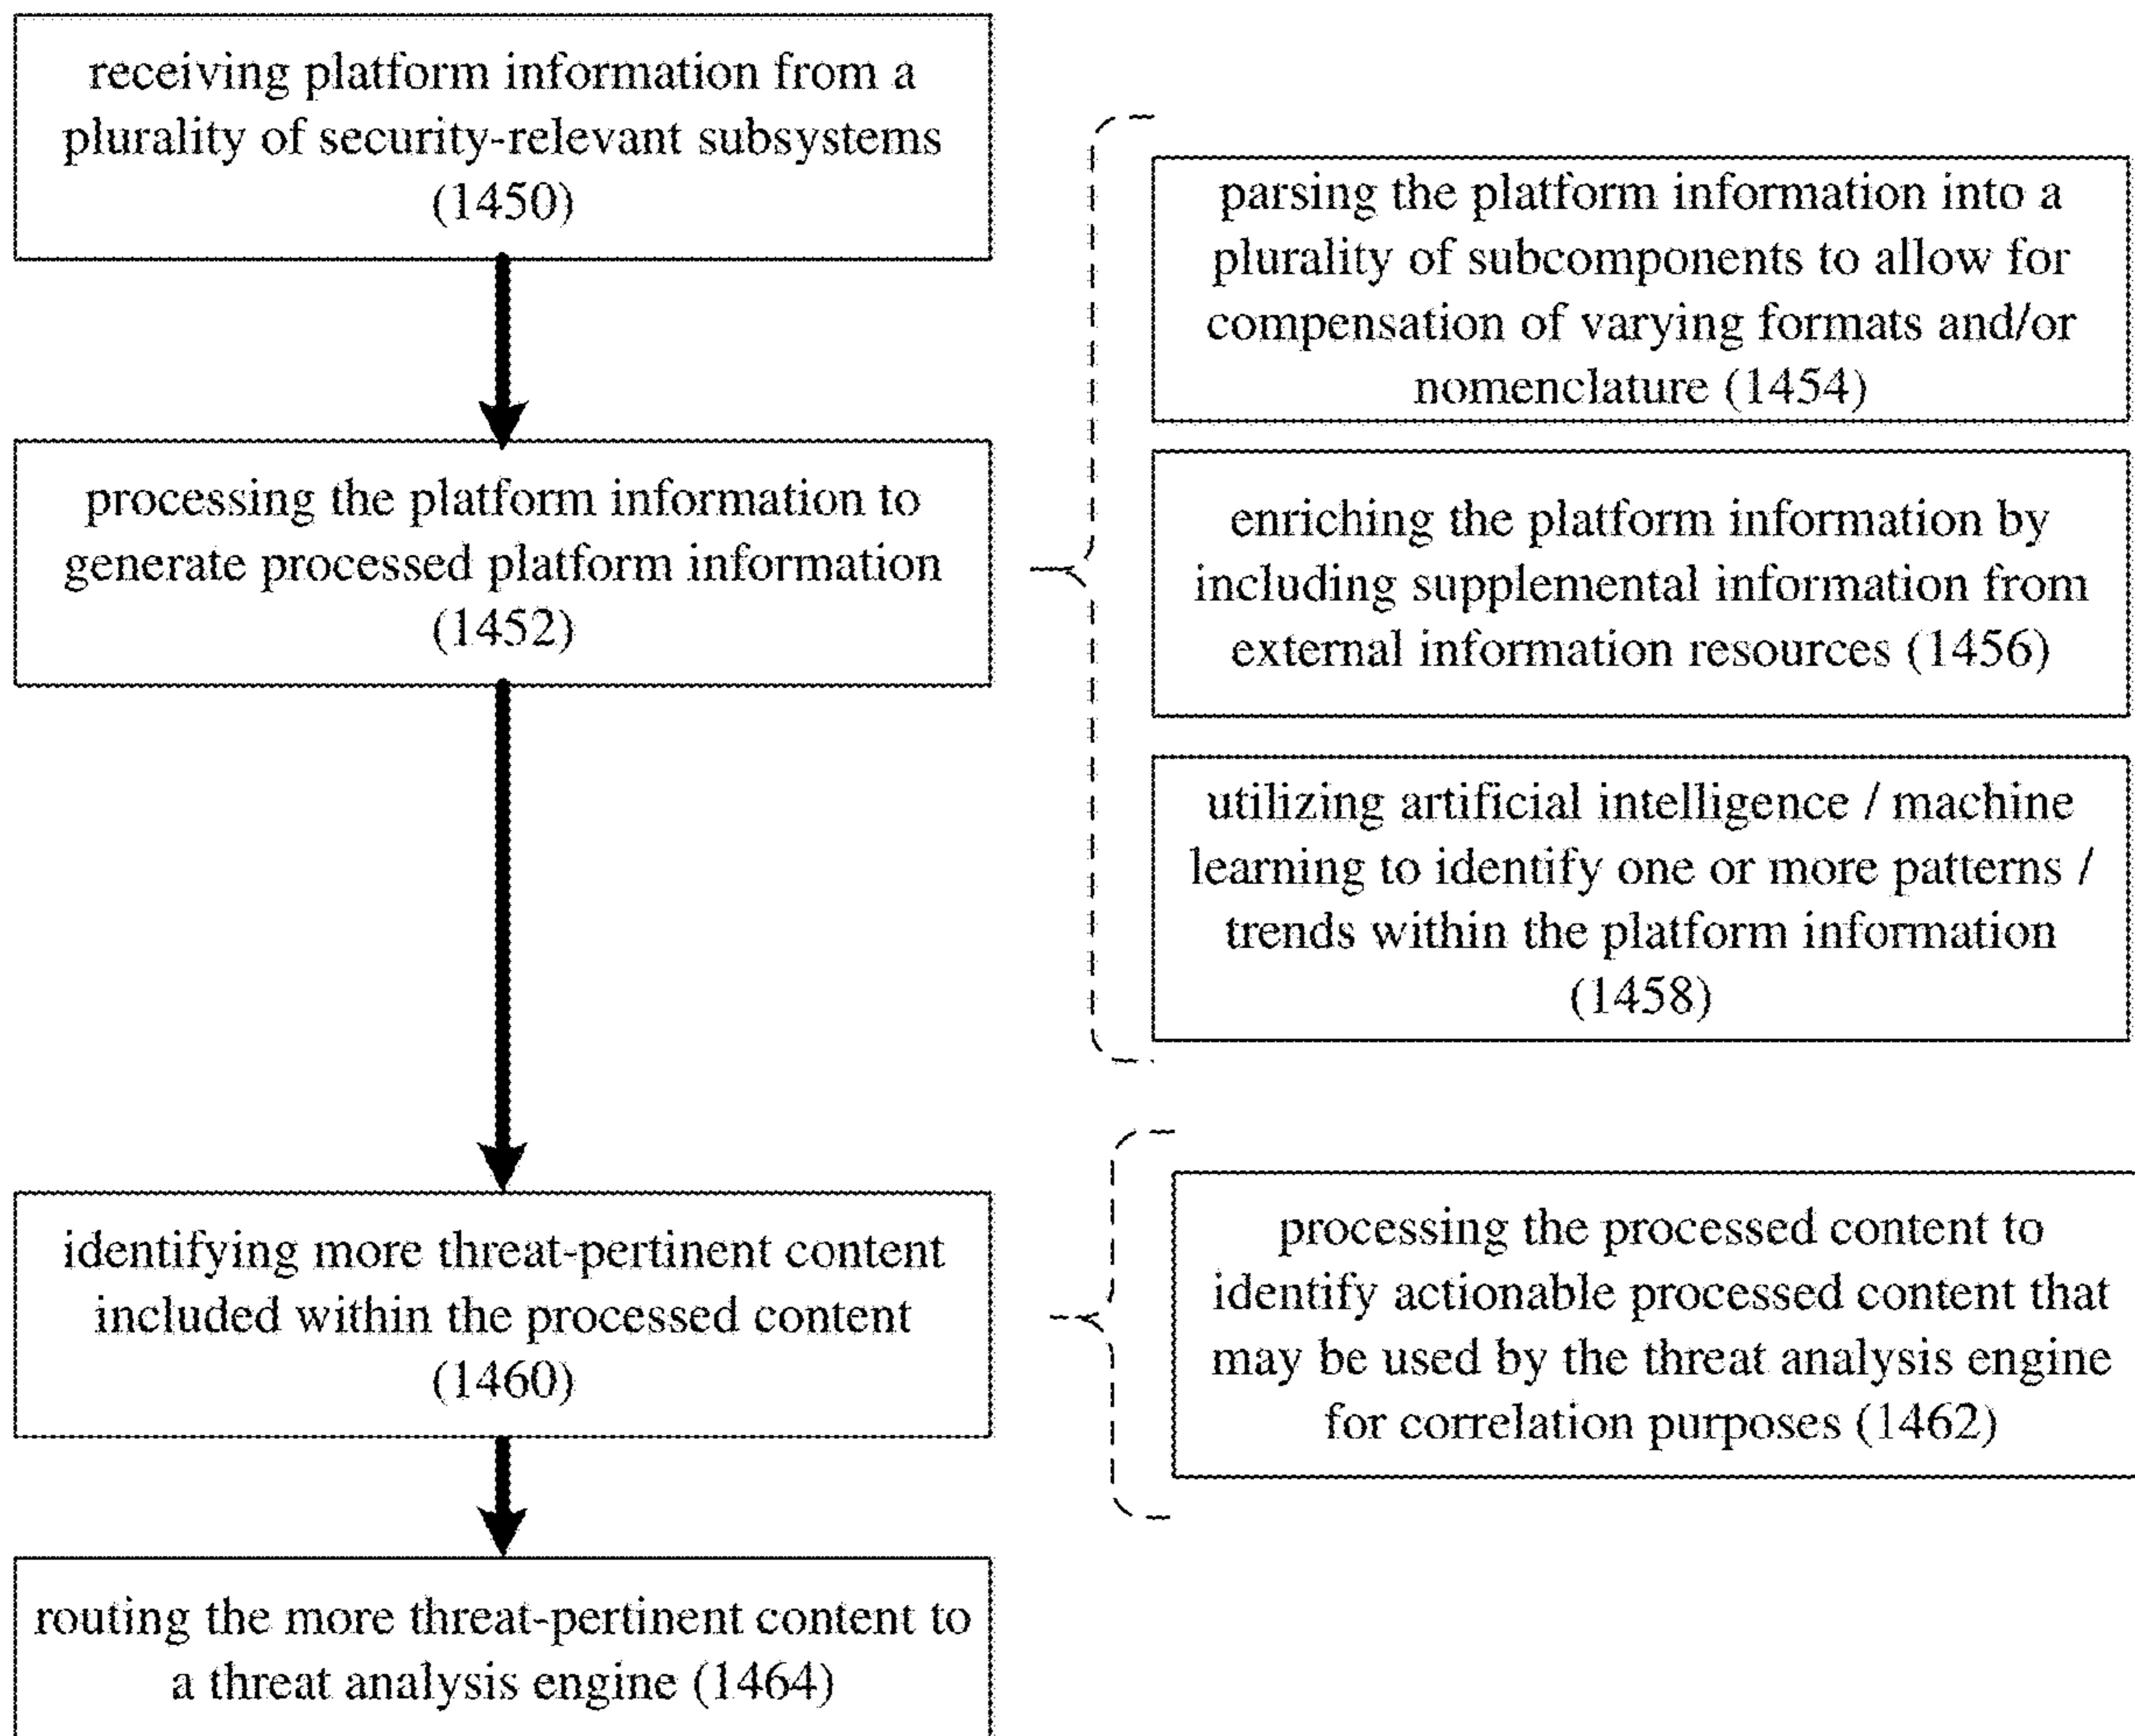 receiving platform information from a
plurality of security-relevant subsystems
(1450)
processing the platform information to
generate processed platform information
(1452)
parsing the platform information into a
plurality of subcomponents to allow for
compensation of varying formats and/or
nomenclature (1454)
enriching the platform information by
including supplemental information from
external information resources (1456)
utilizing artificial intelligence / machine
learning to identify one or more patterns /
trends within the platform information
(1458)
identifying more threat-pertinent content
included within the processed content
(1460)
processing the processed content to
identify actionable processed content that
may be used by the threat analysis engine
for correlation purposes (1462)
routing the more threat-pertinent content to
a threat analysis engine (1464)